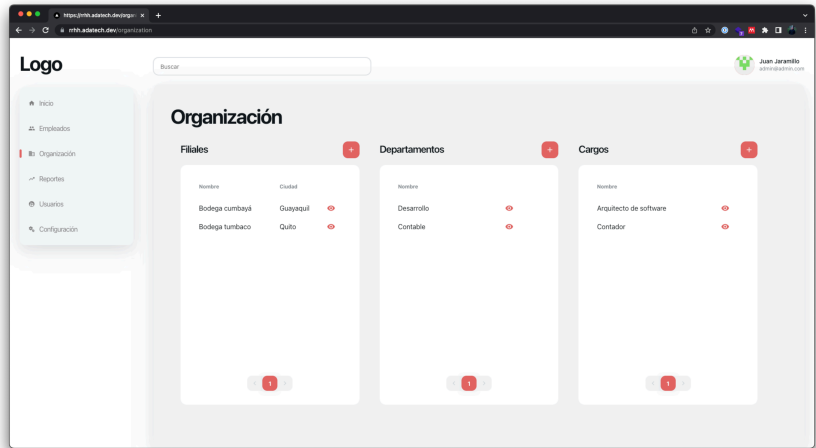 https://rrhh.adatech.dev/organ
rrhh.adatech.dev/organization
Logo
Buscar
Juan Jaramillo
admin@admin.com
Inicio
Empleados
Organización
Reportes
Usuarios
Configuración
Organización
Filiales
+
Departamentos
+
Cargos
+
Nombre Ciudad
Bodega cumbayá Guayaquil
Bodega tumbaco Quito
1
Nombre
Desarrollo
Contable
1
Nombre
Arquitecto de software
Contador
1